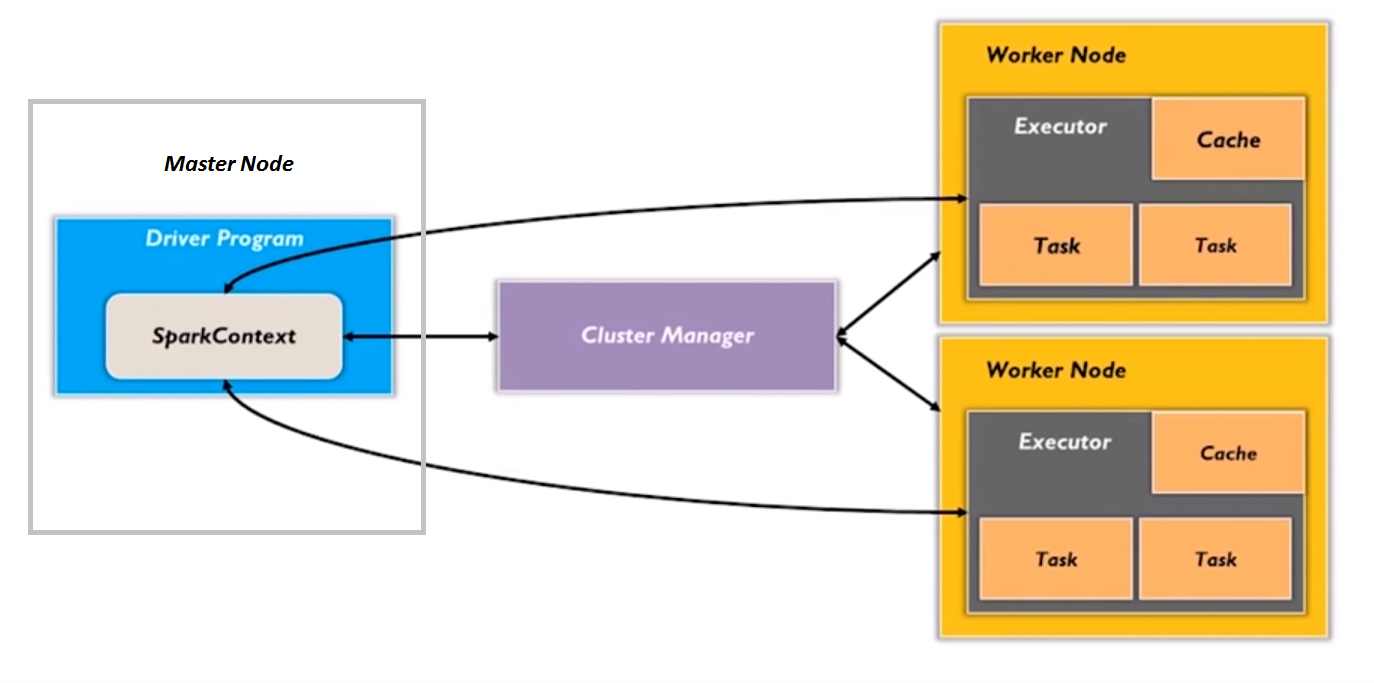 Master Node
Driver Program
SparkContext
Cluster Manager
Worker Node
Executor
Cache
Task
Task
Worker Node
Executor
Cache
Task
Task